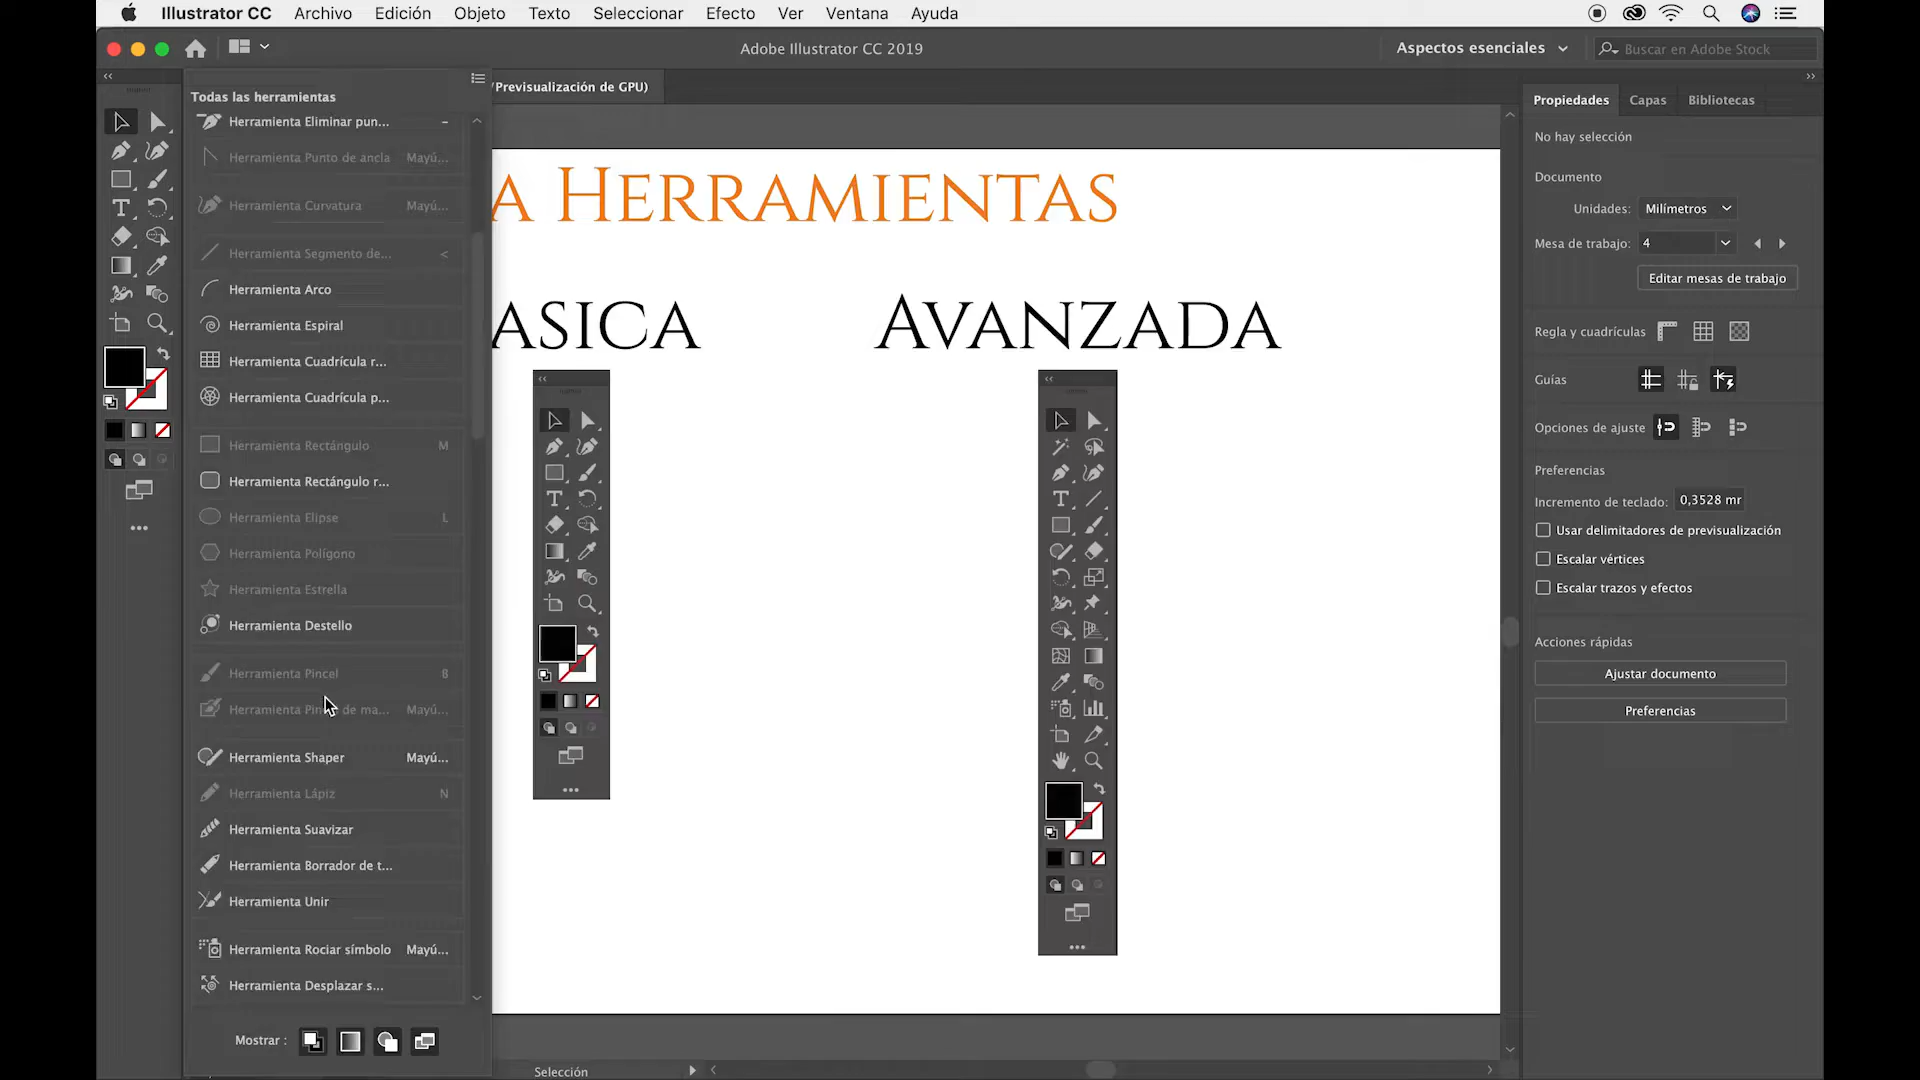 Illustrator CC Archivo Edición Objeto Texto Seleccionar Efecto Ver Ventana Ayuda
Adobe Illustrator CC 2019
Aspectos esenciales
Buscar en Adobe Stock
Todas las herramientas
/Previsualización de GPU)
Herramienta Eliminar pun... –
Herramienta Punto de ancla Mayú...
Herramienta Curvatura Mayú...
Herramienta Segmento de... <
Herramienta Arco
Herramienta Espiral
Herramienta Cuadrícula r...
Herramienta Cuadrícula p...
Herramienta Rectángulo M
Herramienta Rectángulo r...
Herramienta Elipse L
Herramienta Polígono
Herramienta Estrella
Herramienta Destello
Herramienta Pincel B
Herramienta Pin de ma... Mayú...
Herramienta Shaper Mayú...
Herramienta Lápiz N
Herramienta Suavizar
Herramienta Borrador de t...
Herramienta Unir
Herramienta Rociar símbolo Mayú...
Herramienta Desplazar s...
Mostrar :
A HERRAMIENTAS
ASICA
AVANZADA
Selección
Propiedades Capas Bibliotecas
No hay selección
Documento
Unidades: Milímetros
Mesa de trabajo: 4
Editar mesas de trabajo
Regla y cuadrículas
Guías
Opciones de ajuste
Preferencias
Incremento de teclado: 0,3528 mr
Usar delimitadores de previsualización
Escalar vértices
Escalar trazos y efectos
Acciones rápidas
Ajustar documento
Preferencias